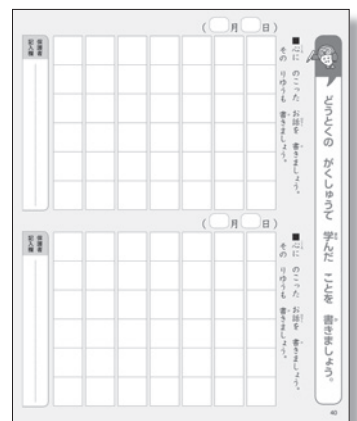 どうとくの がくしゅうで 学んだ ことを 書きましょう。
(月日)
■心に のこった お話を 書きましょう。
その りゆうも 書きましょう。
保護者
記入欄
(月日)
■心に のこった お話を 書きましょう。
その りゆうも 書きましょう。
保護者
記入欄
40